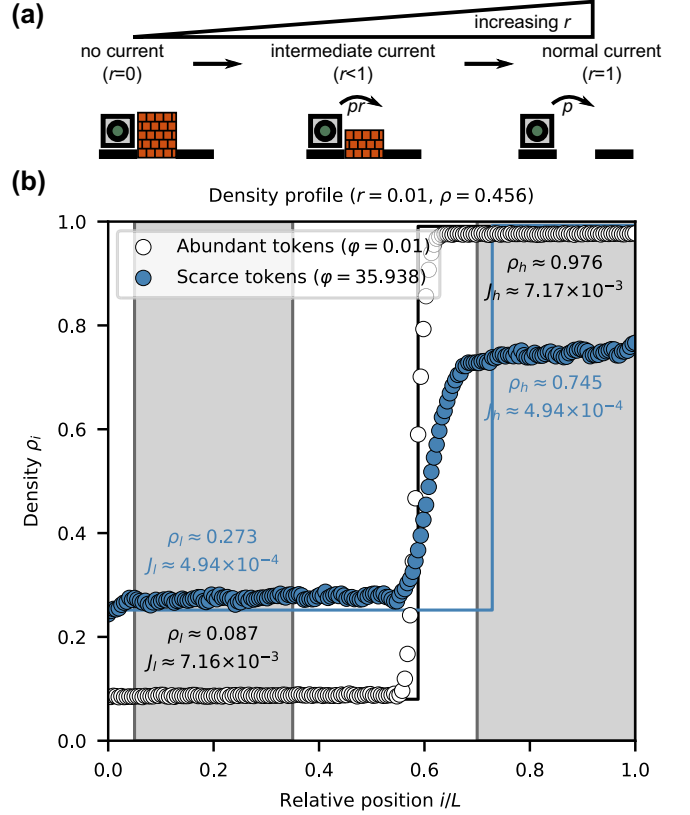 (a)
increasing r
no current
(r=0)
intermediate current
(r<1)
normal current
(r=1)
pr
p
(b)
Density profile (r = 0.01, ρ = 0.456)
Abundant tokens (φ = 0.01)
Scarce tokens (φ = 35.938)
ρₕ ≈ 0.976
Jₕ ≈ 7.17×10⁻³
ρₕ ≈ 0.745
Jₕ ≈ 4.94×10⁻⁴
ρₗ ≈ 0.273
Jₗ ≈ 4.94×10⁻⁴
ρₗ ≈ 0.087
Jₗ ≈ 7.16×10⁻³
1.0
0.8
0.6
0.4
0.2
0.0
Density ρᵢ
0.0 0.2 0.4 0.6 0.8 1.0
Relative position i/L